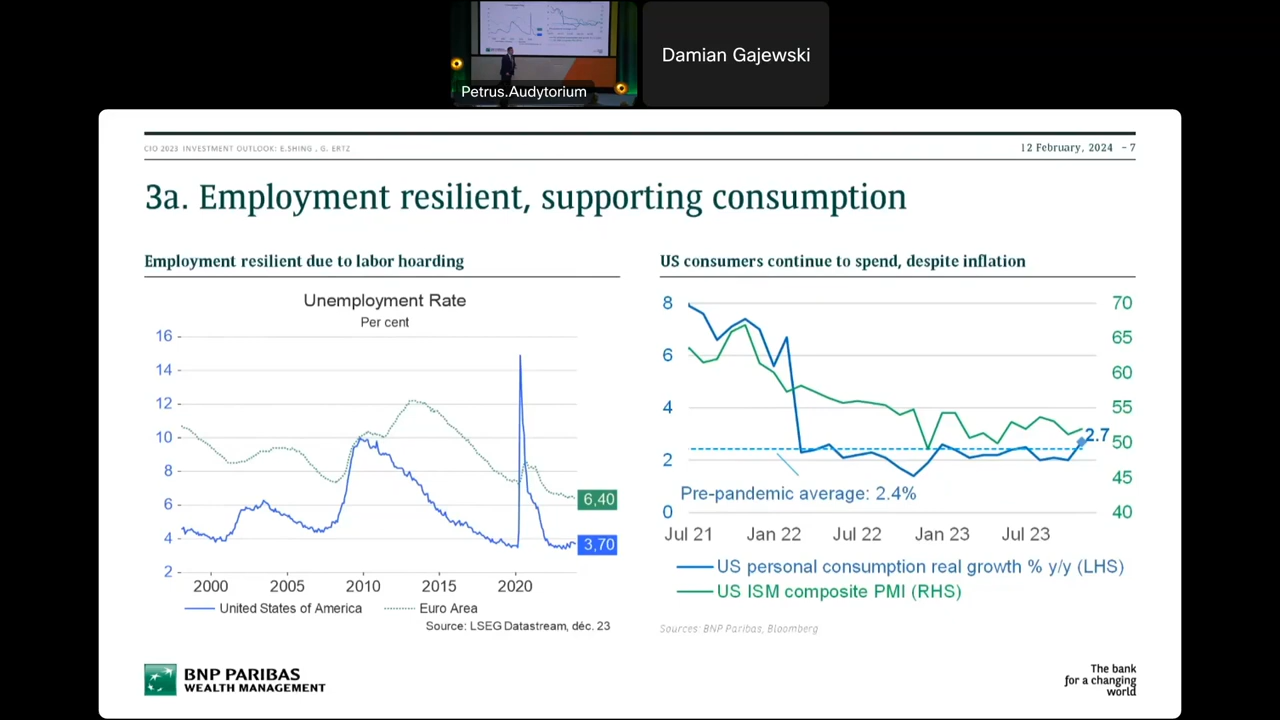 Petrus.Audytorium
Damian Gajewski
CIO 2023 INVESTMENT OUTLOOK: E.SHING , G. ERTZ
12 February, 2024 - 7
3a. Employment resilient, supporting consumption
Employment resilient due to labor hoarding
Unemployment Rate
Per cent
16
14
12
10
8
6
4
2
6,40
3,70
2000 2005 2010 2015 2020
United States of America Euro Area
Source: LSEG Datastream, déc. 23
US consumers continue to spend, despite inflation
8
6
4
2
0
70
65
60
55
50
45
40
2.7
Pre-pandemic average: 2.4%
Jul 21 Jan 22 Jul 22 Jan 23 Jul 23
US personal consumption real growth % y/y (LHS)
US ISM composite PMI (RHS)
Sources: BNP Paribas, Bloomberg
BNP PARIBAS
WEALTH MANAGEMENT
The bank
for a changing
world